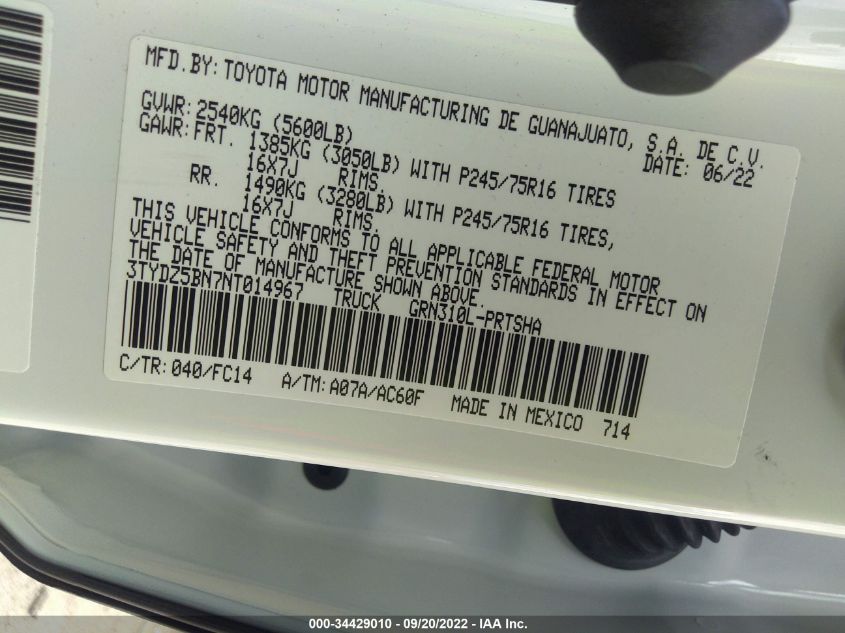 MFD.BY:TOYOTA MOTOR MANUFACTURING DE GUANAJUATO, S.A. DE C.V.
GVWR:2540KG (5600LB) DATE: 06/22
GAWR:FRT. 1385KG (3050LB) WITH P245/75R16 TIRES
16X7J RIMS.
RR. 1490KG (3280LB) WITH P245/75R16 TIRES,
16X7J RIMS.
THIS VEHICLE CONFORMS TO ALL APPLICABLE FEDERAL MOTOR
VEHICLE SAFETY AND THEFT PREVENTION STANDARDS IN EFFECT ON
THE DATE OF MANUFACTURE SHOWN ABOVE.
3TYDZ5BN7NT014967 TRUCK GRN310L-PRTSHA
C/TR:040/FC14 A/TM:A07A/AC60F MADE IN MEXICO 714
000-34429010 - 09/20/2022 - IAA Inc.